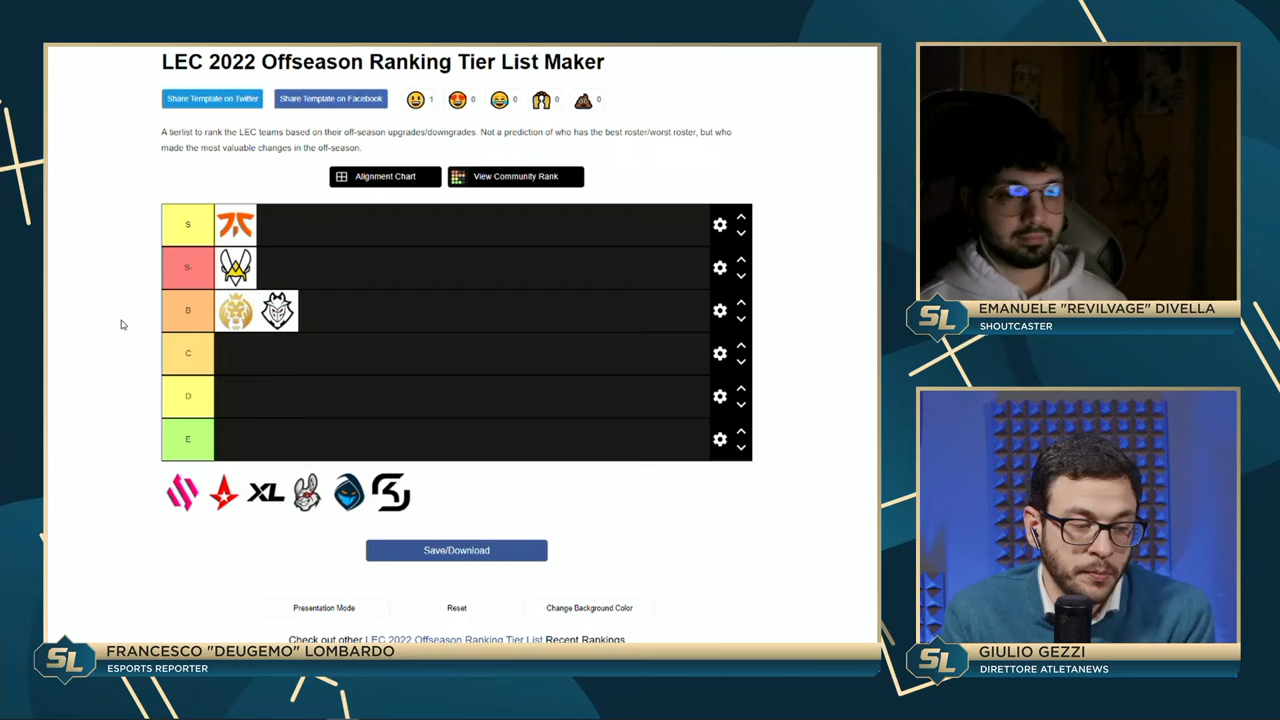 LEC 2022 Offseason Ranking Tier List Maker
Share Template on Twitter
Share Template on Facebook
1
0
0
0
0
A tierlist to rank the LEC teams based on their off-season upgrades/downgrades. Not a prediction of who has the best roster/worst roster, but who
made the most valuable changes in the off-season.
Alignment Chart
View Community Rank
S
S-
B
C
D
E
XL
Save/Download
Presentation Mode
Reset
Change Background Color
Check out other LEC 2022 Offseason Ranking Tier List Recent Rankings
SL
FRANCESCO "DEUGEMO" LOMBARDO
ESPORTS REPORTER
SL
EMANUELE "REVILVAGE" DIVELLA
SHOUTCASTER
SL
GIULIO GEZZI
DIRETTORE ATLETANEWS